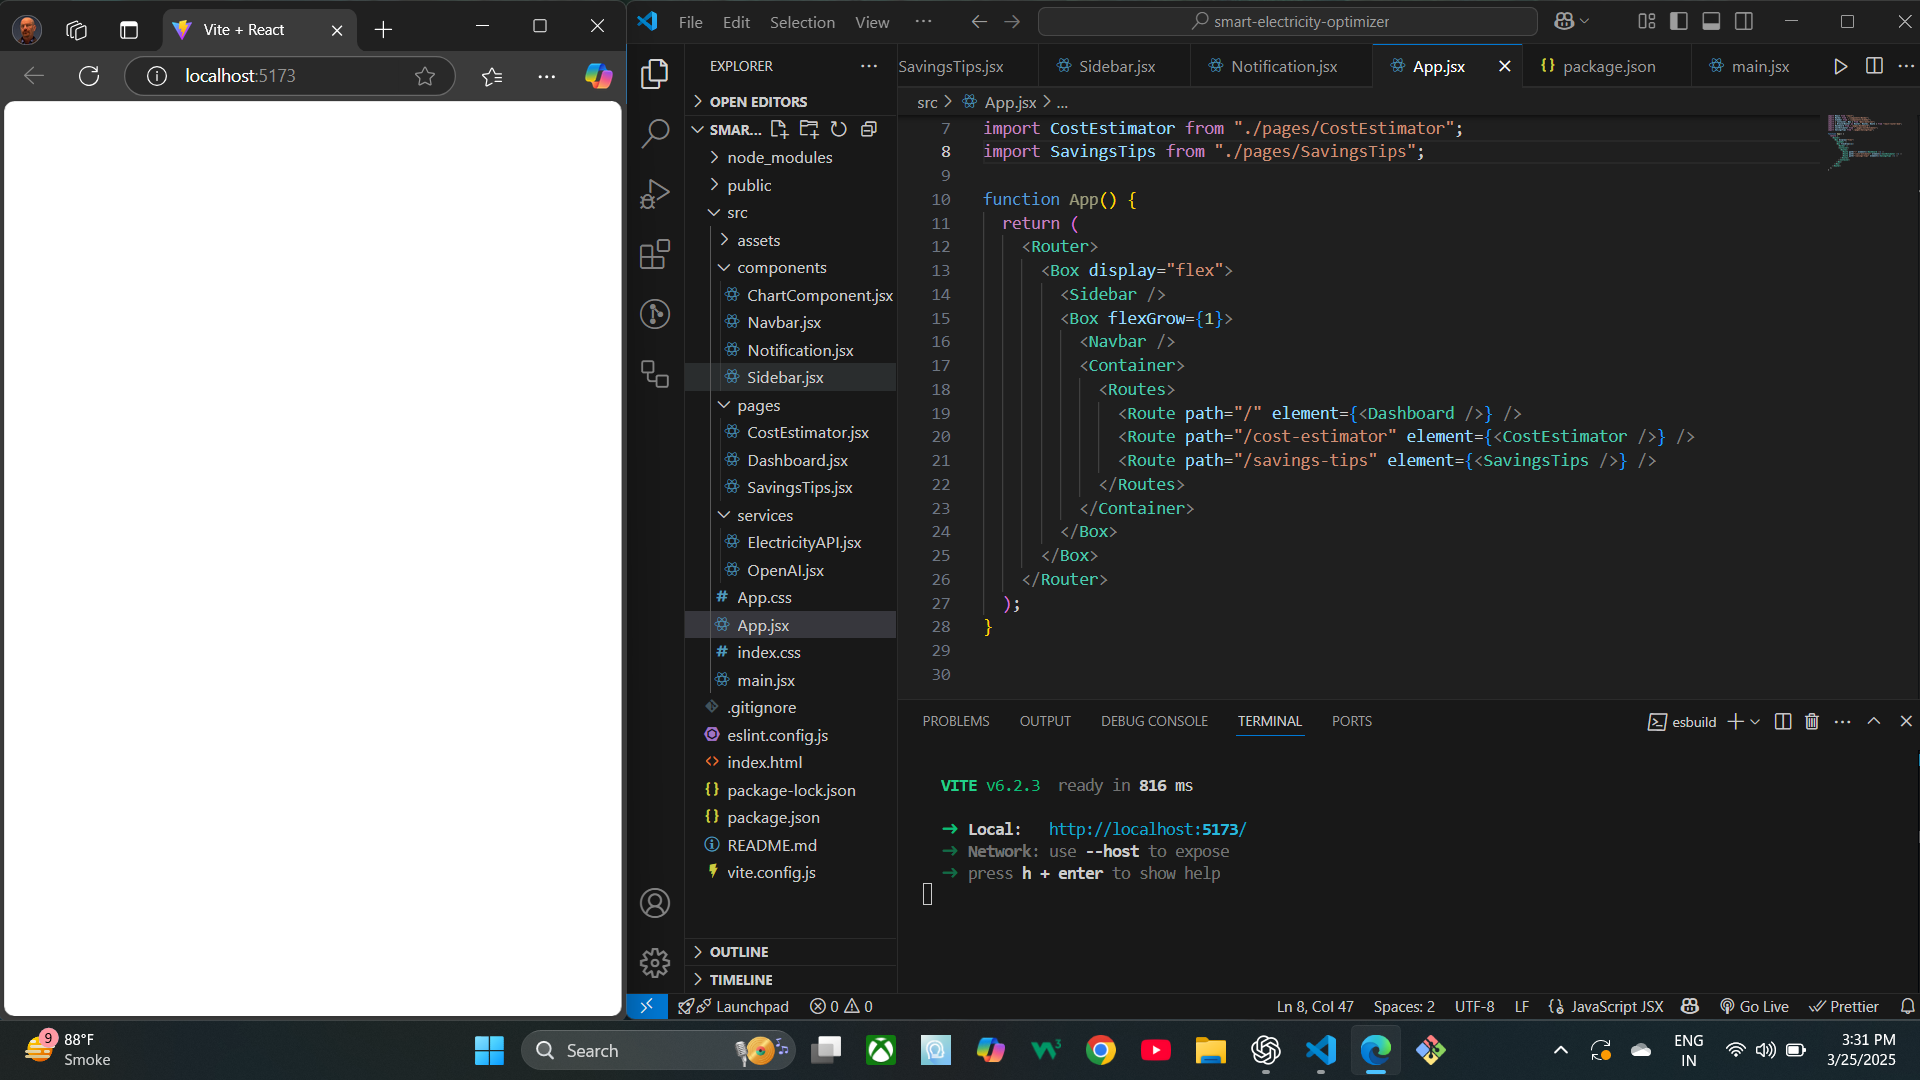 Vite + React
localhost:5173
File Edit Selection View ...
smart-electricity-optimizer
EXPLORER
OPEN EDITORS
SMAR...
node_modules
public
src
assets
components
ChartComponent.jsx
Navbar.jsx
Notification.jsx
Sidebar.jsx
pages
CostEstimator.jsx
Dashboard.jsx
SavingsTips.jsx
services
ElectricityAPI.jsx
OpenAI.jsx
# App.css
App.jsx
# index.css
main.jsx
.gitignore
eslint.config.js
<> index.html
{} package-lock.json
{} package.json
README.md
vite.config.js
OUTLINE
TIMELINE
SavingsTips.jsx Sidebar.jsx Notification.jsx App.jsx {} package.json main.jsx
src > App.jsx > ...
7 import CostEstimator from "./pages/CostEstimator";
8 import SavingsTips from "./pages/SavingsTips";
9
10 function App() {
11 return (
12 <Router>
13 <Box display="flex">
14 <Sidebar />
15 <Box flexGrow={1}>
16 <Navbar />
17 <Container>
18 <Routes>
19 <Route path="/" element={<Dashboard />} />
20 <Route path="/cost-estimator" element={<CostEstimator />} />
21 <Route path="/savings-tips" element={<SavingsTips />} />
22 </Routes>
23 </Container>
24 </Box>
25 </Box>
26 </Router>
27 );
28 }
29
30
PROBLEMS OUTPUT DEBUG CONSOLE TERMINAL PORTS
esbuild
VITE v6.2.3 ready in 816 ms
➜ Local: http://localhost:5173/
➜ Network: use --host to expose
➜ press h + enter to show help
Launchpad 0 0
Ln 8, Col 47 Spaces: 2 UTF-8 LF {} JavaScript JSX Go Live Prettier
9
88°F
Smoke
Search
ENG
IN
3:31 PM
3/25/2025